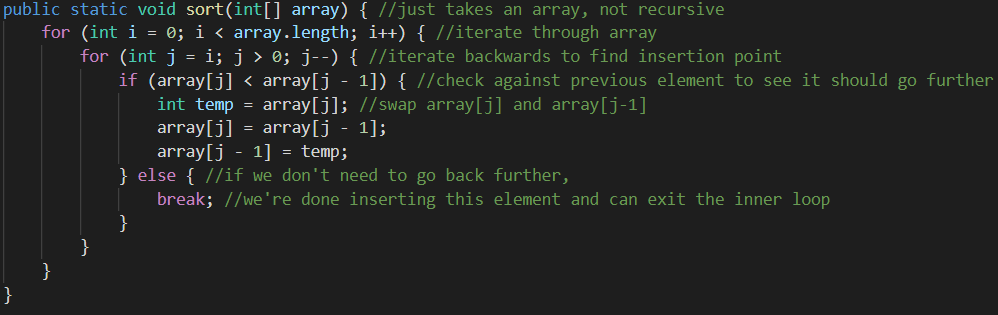 public static void sort(int[] array) { //just takes an array, not recursive
    for (int i = 0; i < array.length; i++) { //iterate through array
        for (int j = i; j > 0; j--) { //iterate backwards to find insertion point
            if (array[j] < array[j - 1]) { //check against previous element to see it should go further
                int temp = array[j]; //swap array[j] and array[j-1]
                array[j] = array[j - 1];
                array[j - 1] = temp;
            } else { //if we don't need to go back further,
                break; //we're done inserting this element and can exit the inner loop
            }
        }
    }
}